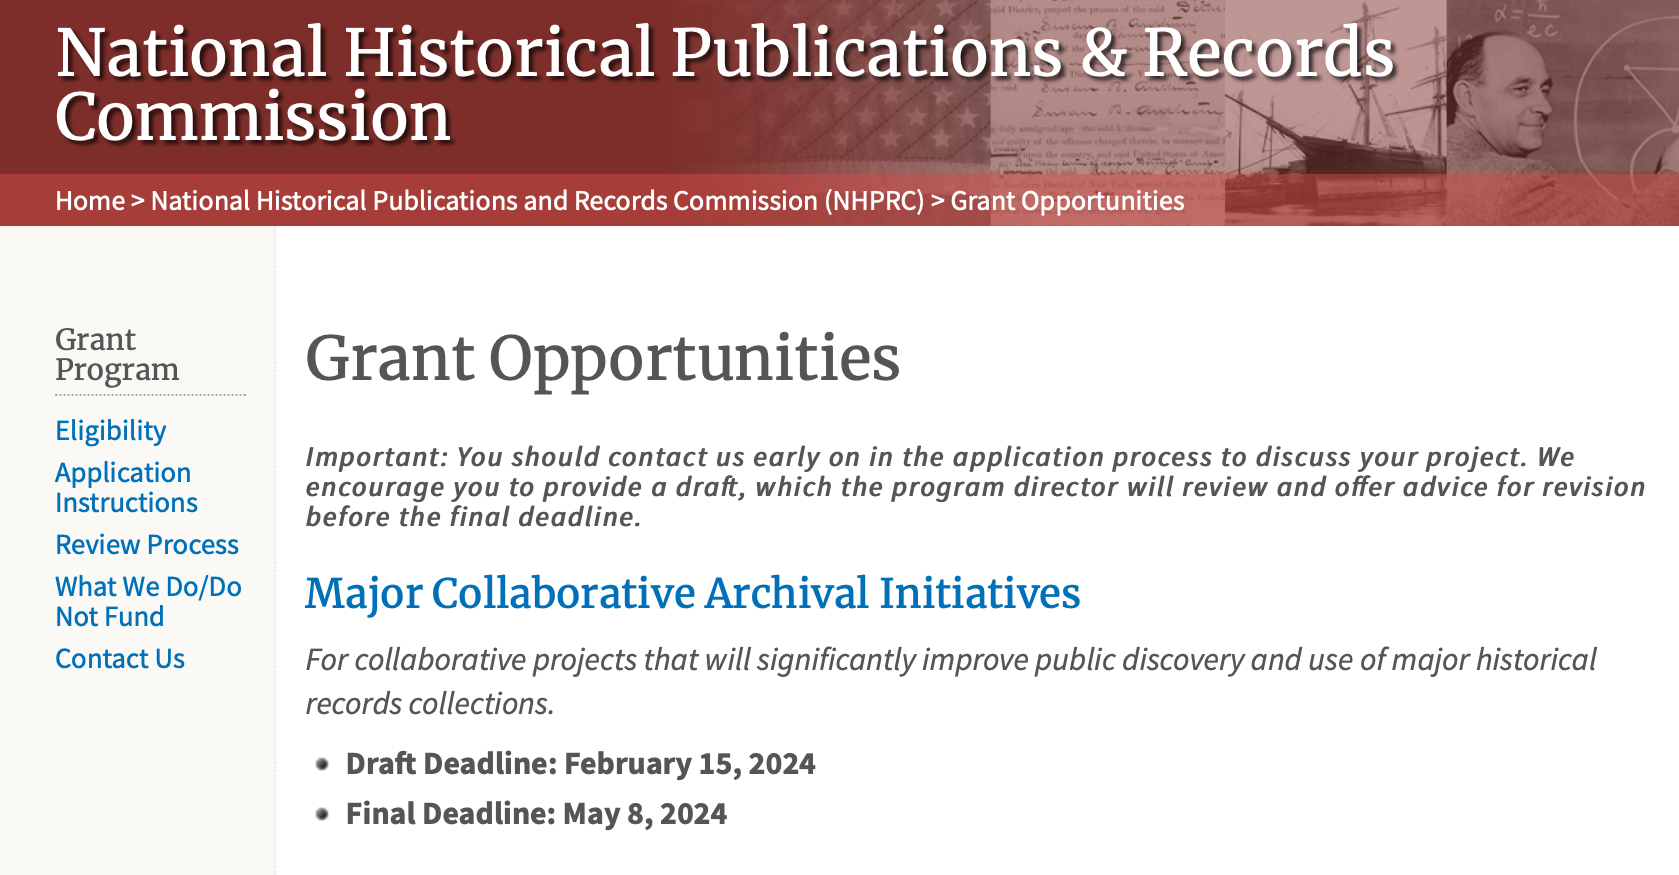 National Historical Publications & Records
Commission
Home > National Historical Publications and Records Commission (NHPRC) > Grant Opportunities
Grant
Program
Eligibility
Application
Instructions
Review Process
What We Do/Do
Not Fund
Contact Us
Grant Opportunities
Important: You should contact us early on in the application process to discuss your project. We
encourage you to provide a draft, which the program director will review and offer advice for revision
before the final deadline.
Major Collaborative Archival Initiatives
For collaborative projects that will significantly improve public discovery and use of major historical
records collections.
Draft Deadline: February 15, 2024
Final Deadline: May 8, 2024